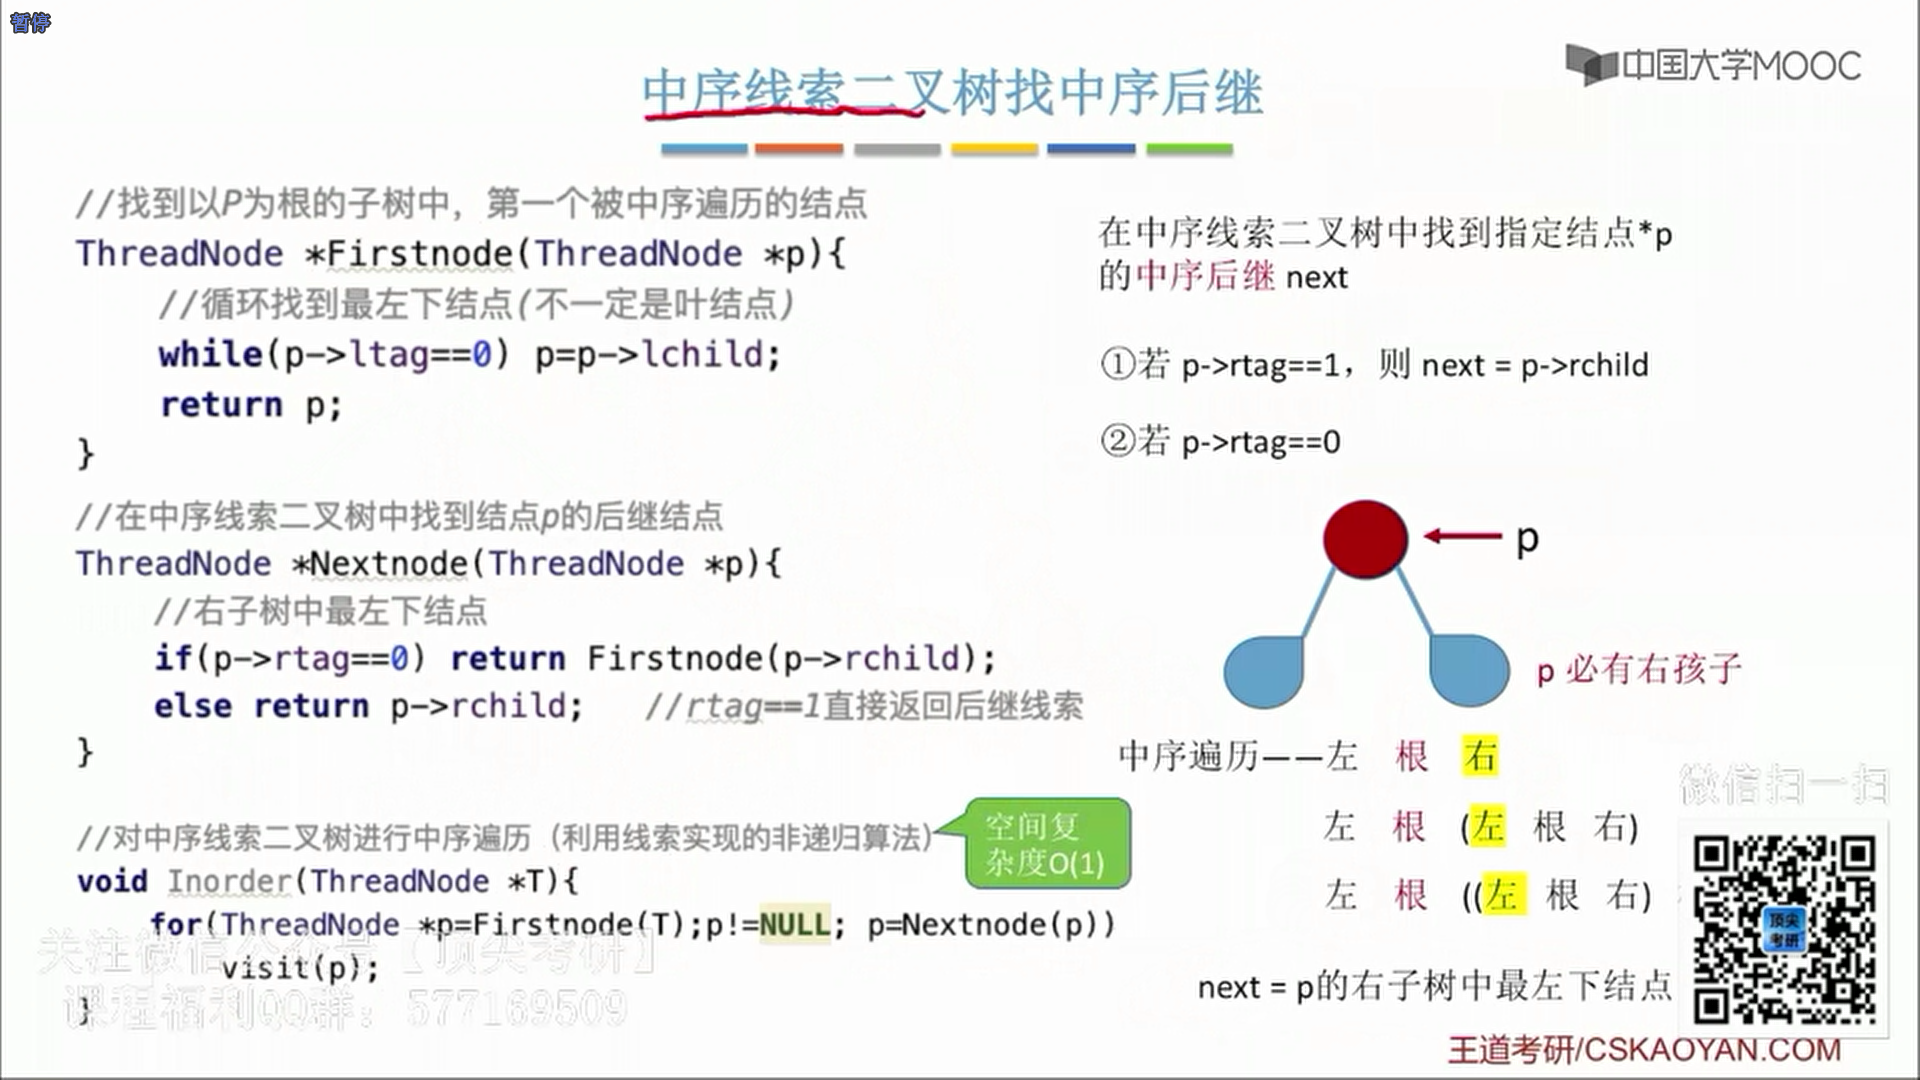 暂停
中国大学MOOC
中序线索二叉树找中序后继
//找到以P为根的子树中，第一个被中序遍历的结点
ThreadNode *Firstnode(ThreadNode *p){
//循环找到最左下结点(不一定是叶结点)
while(p->ltag==0) p=p->lchild;
return p;
}
//在中序线索二叉树中找到结点p的后继结点
ThreadNode *Nextnode(ThreadNode *p){
//右子树中最左下结点
if(p->rtag==0) return Firstnode(p->rchild);
else return p->rchild; //rtag==1直接返回后继线索
}
//对中序线索二叉树进行中序遍历（利用线索实现的非递归算法）
void Inorder(ThreadNode *T){
for(ThreadNode *p=Firstnode(T);p!=NULL; p=Nextnode(p))
visit(p);
}
空间复
杂度O(1)
关注微信公众号【顶尖考研】
课程福利QQ群：577169509
在中序线索二叉树中找到指定结点*p
的中序后继 next
①若 p->rtag==1，则 next = p->rchild
②若 p->rtag==0
p
p 必有右孩子
中序遍历——左 根 右
左 根 (左 根 右)
左 根 ((左 根 右)
next = p的右子树中最左下结点
微信扫一扫
顶尖
考研
王道考研/CSKAOYAN.COM